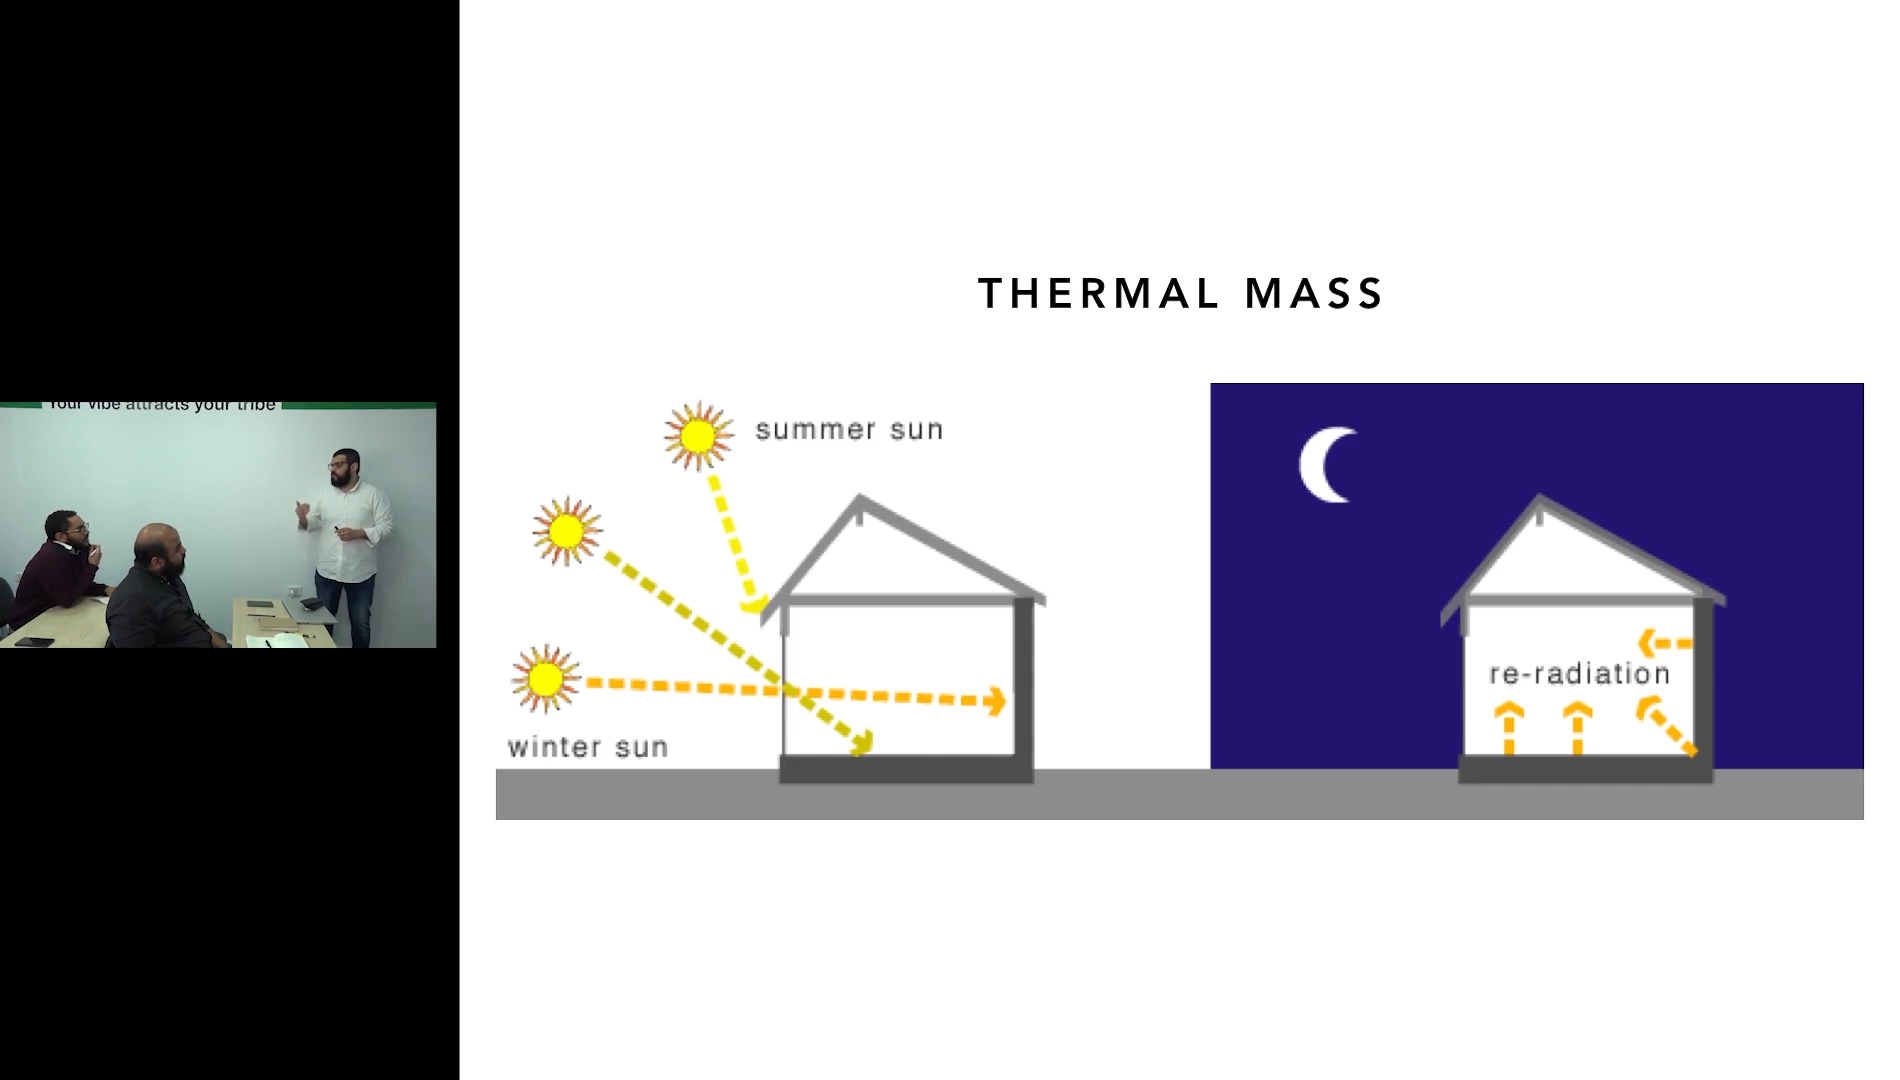 Your vibe attracts your tribe
THERMAL MASS
summer sun
winter sun
re-radiation